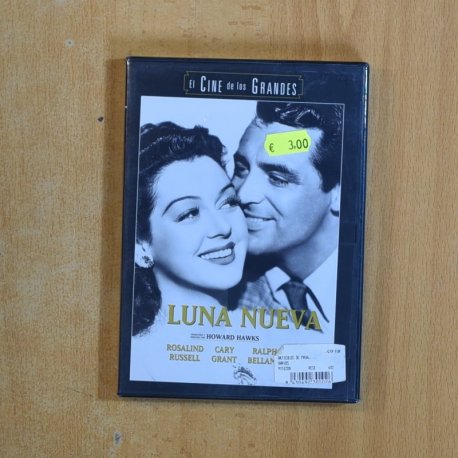 El CINE de los GRANDES
€ 3,00
LUNA NUEVA
HOWARD HAWKS
ROSALIND CARY RALPH
RUSSELL GRANT BELLAM